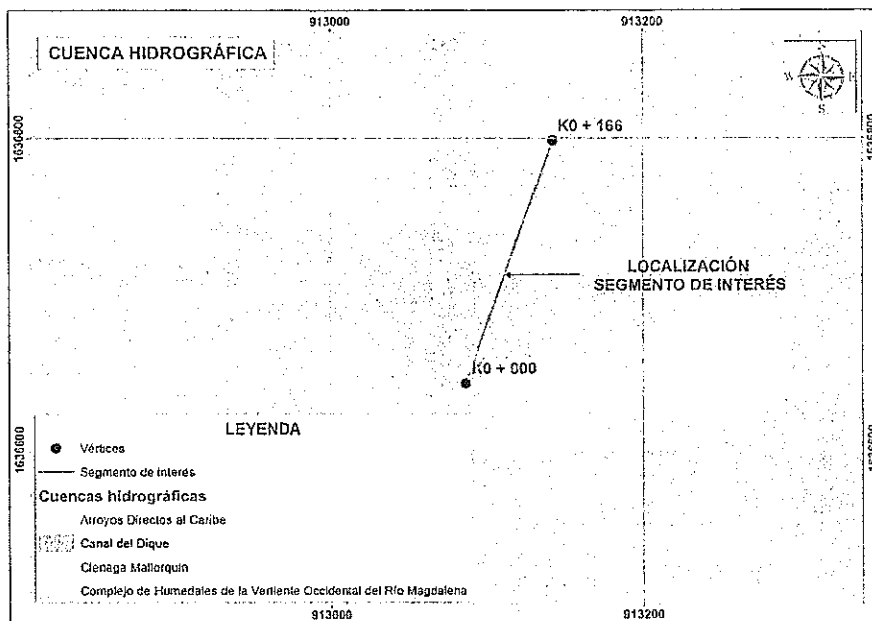 913000 913200
CUENCA HIDROGRÁFICA
N
W E
S
1636800 1636800
K0 + 166
LOCALIZACIÓN
SEGMENTO DE INTERÉS
K0 + 000
LEYENDA
1636600 1636600
Vértices
Segmento de interés
Cuencas hidrográficas
Arroyos Directos al Caribe
Canal del Dique
Cienaga Mallorquin
Complejo de Humedales de la Vertiente Occidental del Río Magdalena
913000 913200